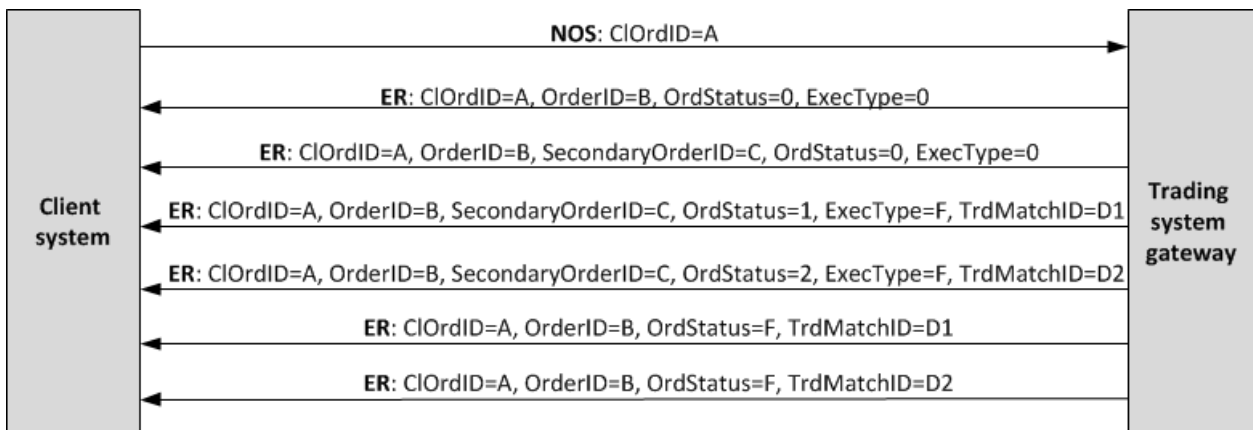 NOS: ClOrdID=A
ER: ClOrdID=A, OrderID=B, OrdStatus=0, ExecType=0
ER: ClOrdID=A, OrderID=B, SecondaryOrderID=C, OrdStatus=0, ExecType=0
Client
system
ER: ClOrdID=A, OrderID=B, SecondaryOrderID=C, OrdStatus=1, ExecType=F, TrdMatchID=D1
Trading
system
gateway
ER: ClOrdID=A, OrderID=B, SecondaryOrderID=C, OrdStatus=2, ExecType=F, TrdMatchID=D2
ER: ClOrdID=A, OrderID=B, OrdStatus=F, TrdMatchID=D1
ER: ClOrdID=A, OrderID=B, OrdStatus=F, TrdMatchID=D2